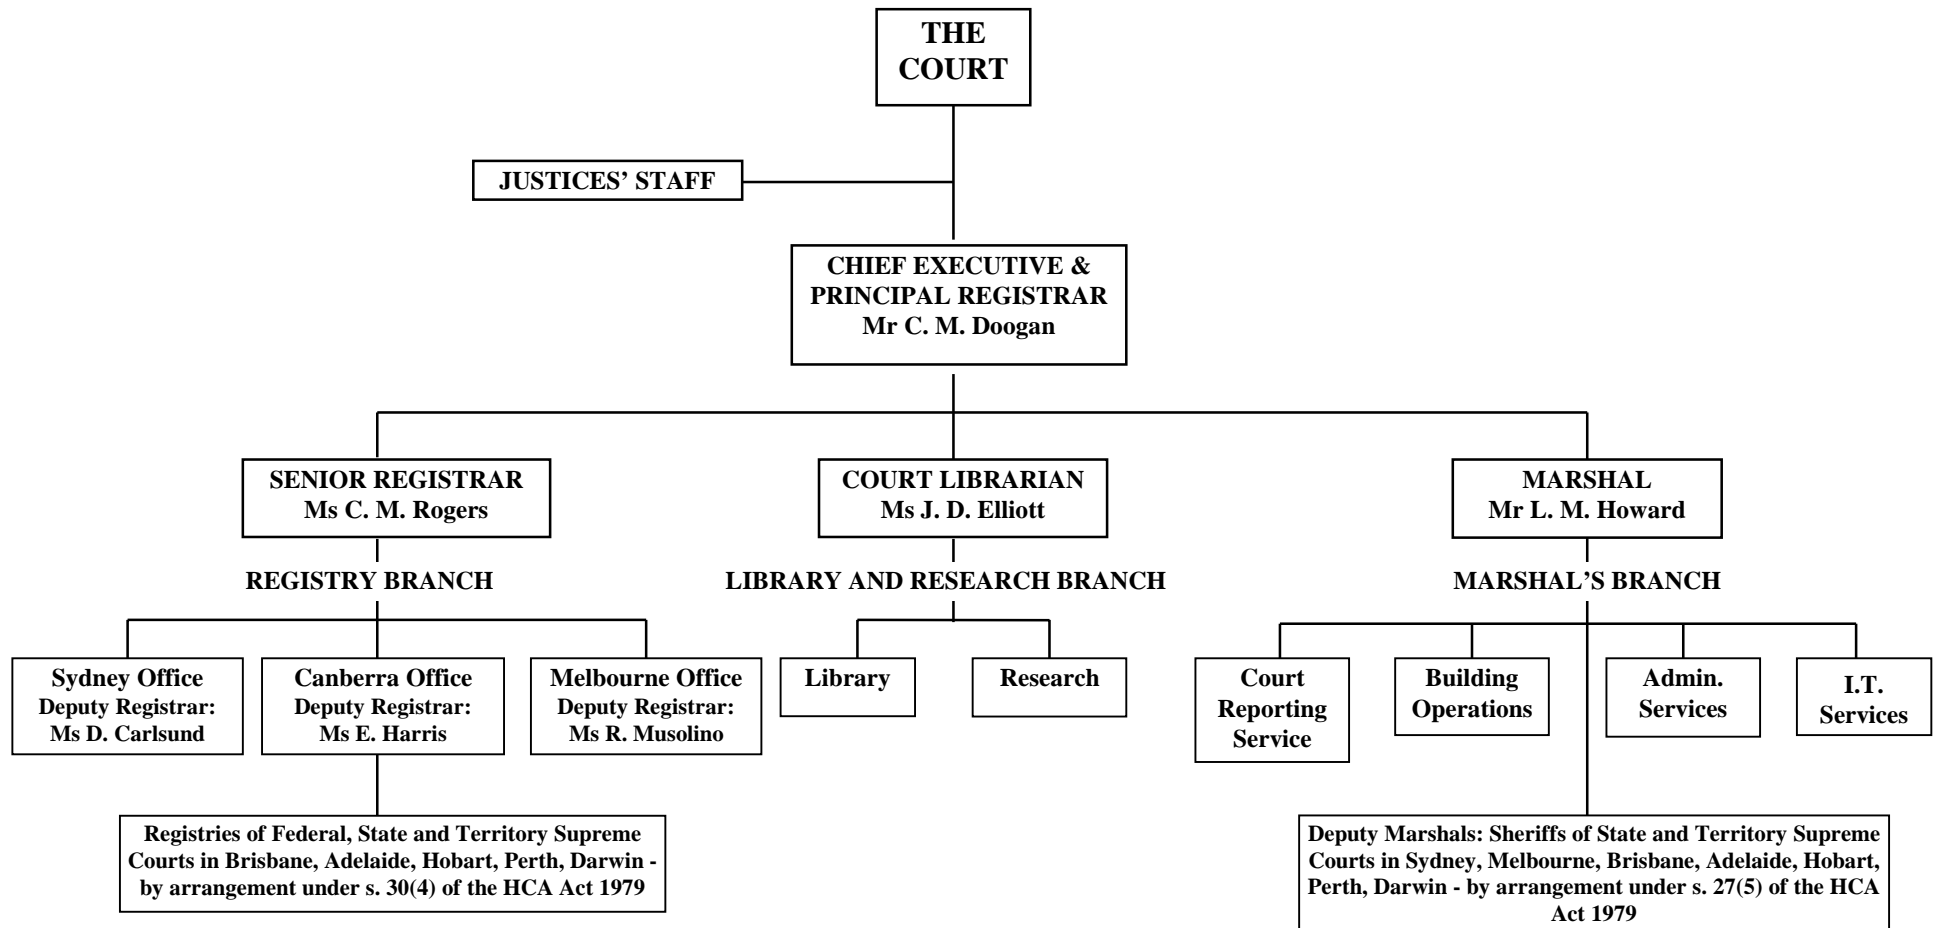 THE
COURT
JUSTICES’ STAFF
CHIEF EXECUTIVE &
PRINCIPAL REGISTRAR
Mr C. M. Doogan
SENIOR REGISTRAR
Ms C. M. Rogers
COURT LIBRARIAN
Ms J. D. Elliott
MARSHAL
Mr L. M. Howard
REGISTRY BRANCH
LIBRARY AND RESEARCH BRANCH
MARSHAL’S BRANCH
Sydney Office
Deputy Registrar:
Ms D. Carlsund
Canberra Office
Deputy Registrar:
Ms E. Harris
Melbourne Office
Deputy Registrar:
Ms R. Musolino
Library
Research
Court
Reporting
Service
Building
Operations
Admin.
Services
I.T.
Services
Registries of Federal, State and Territory Supreme
Courts in Brisbane, Adelaide, Hobart, Perth, Darwin -
by arrangement under s. 30(4) of the HCA Act 1979
Deputy Marshals: Sheriffs of State and Territory Supreme
Courts in Sydney, Melbourne, Brisbane, Adelaide, Hobart,
Perth, Darwin - by arrangement under s. 27(5) of the HCA
Act 1979